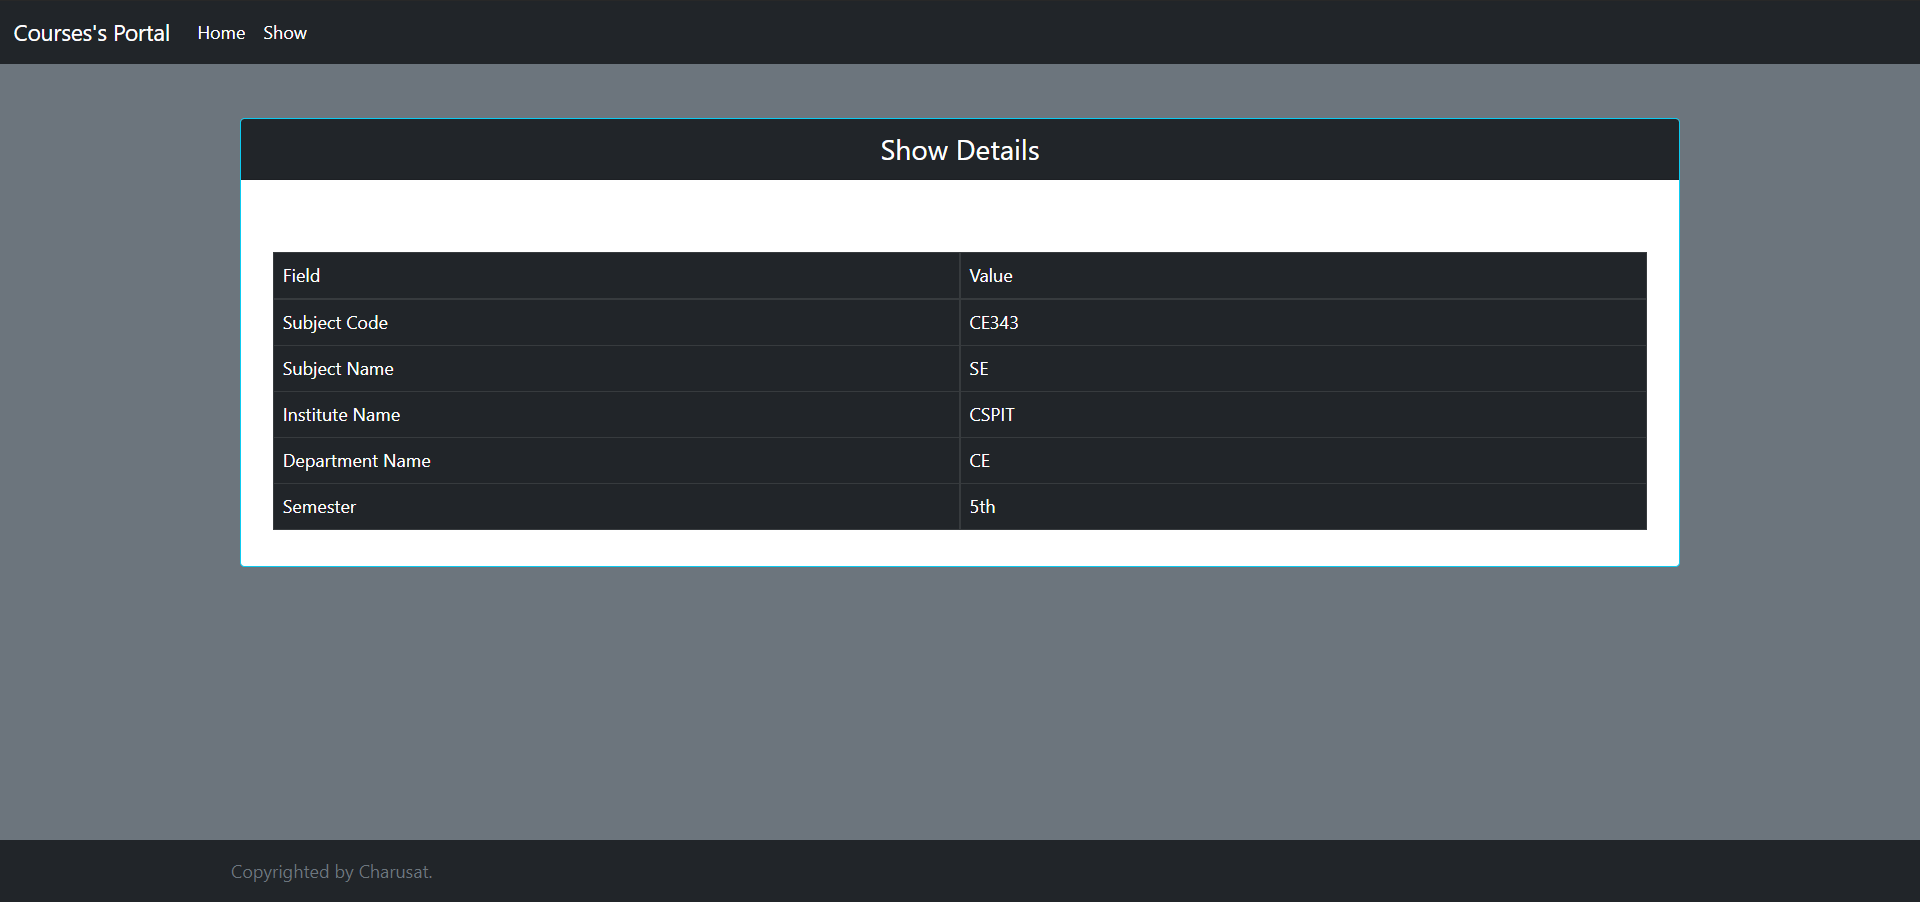 Courses's Portal Home Show
Show Details
Field Value
Subject Code CE343
Subject Name SE
Institute Name CSPIT
Department Name CE
Semester 5th
Copyrighted by Charusat.